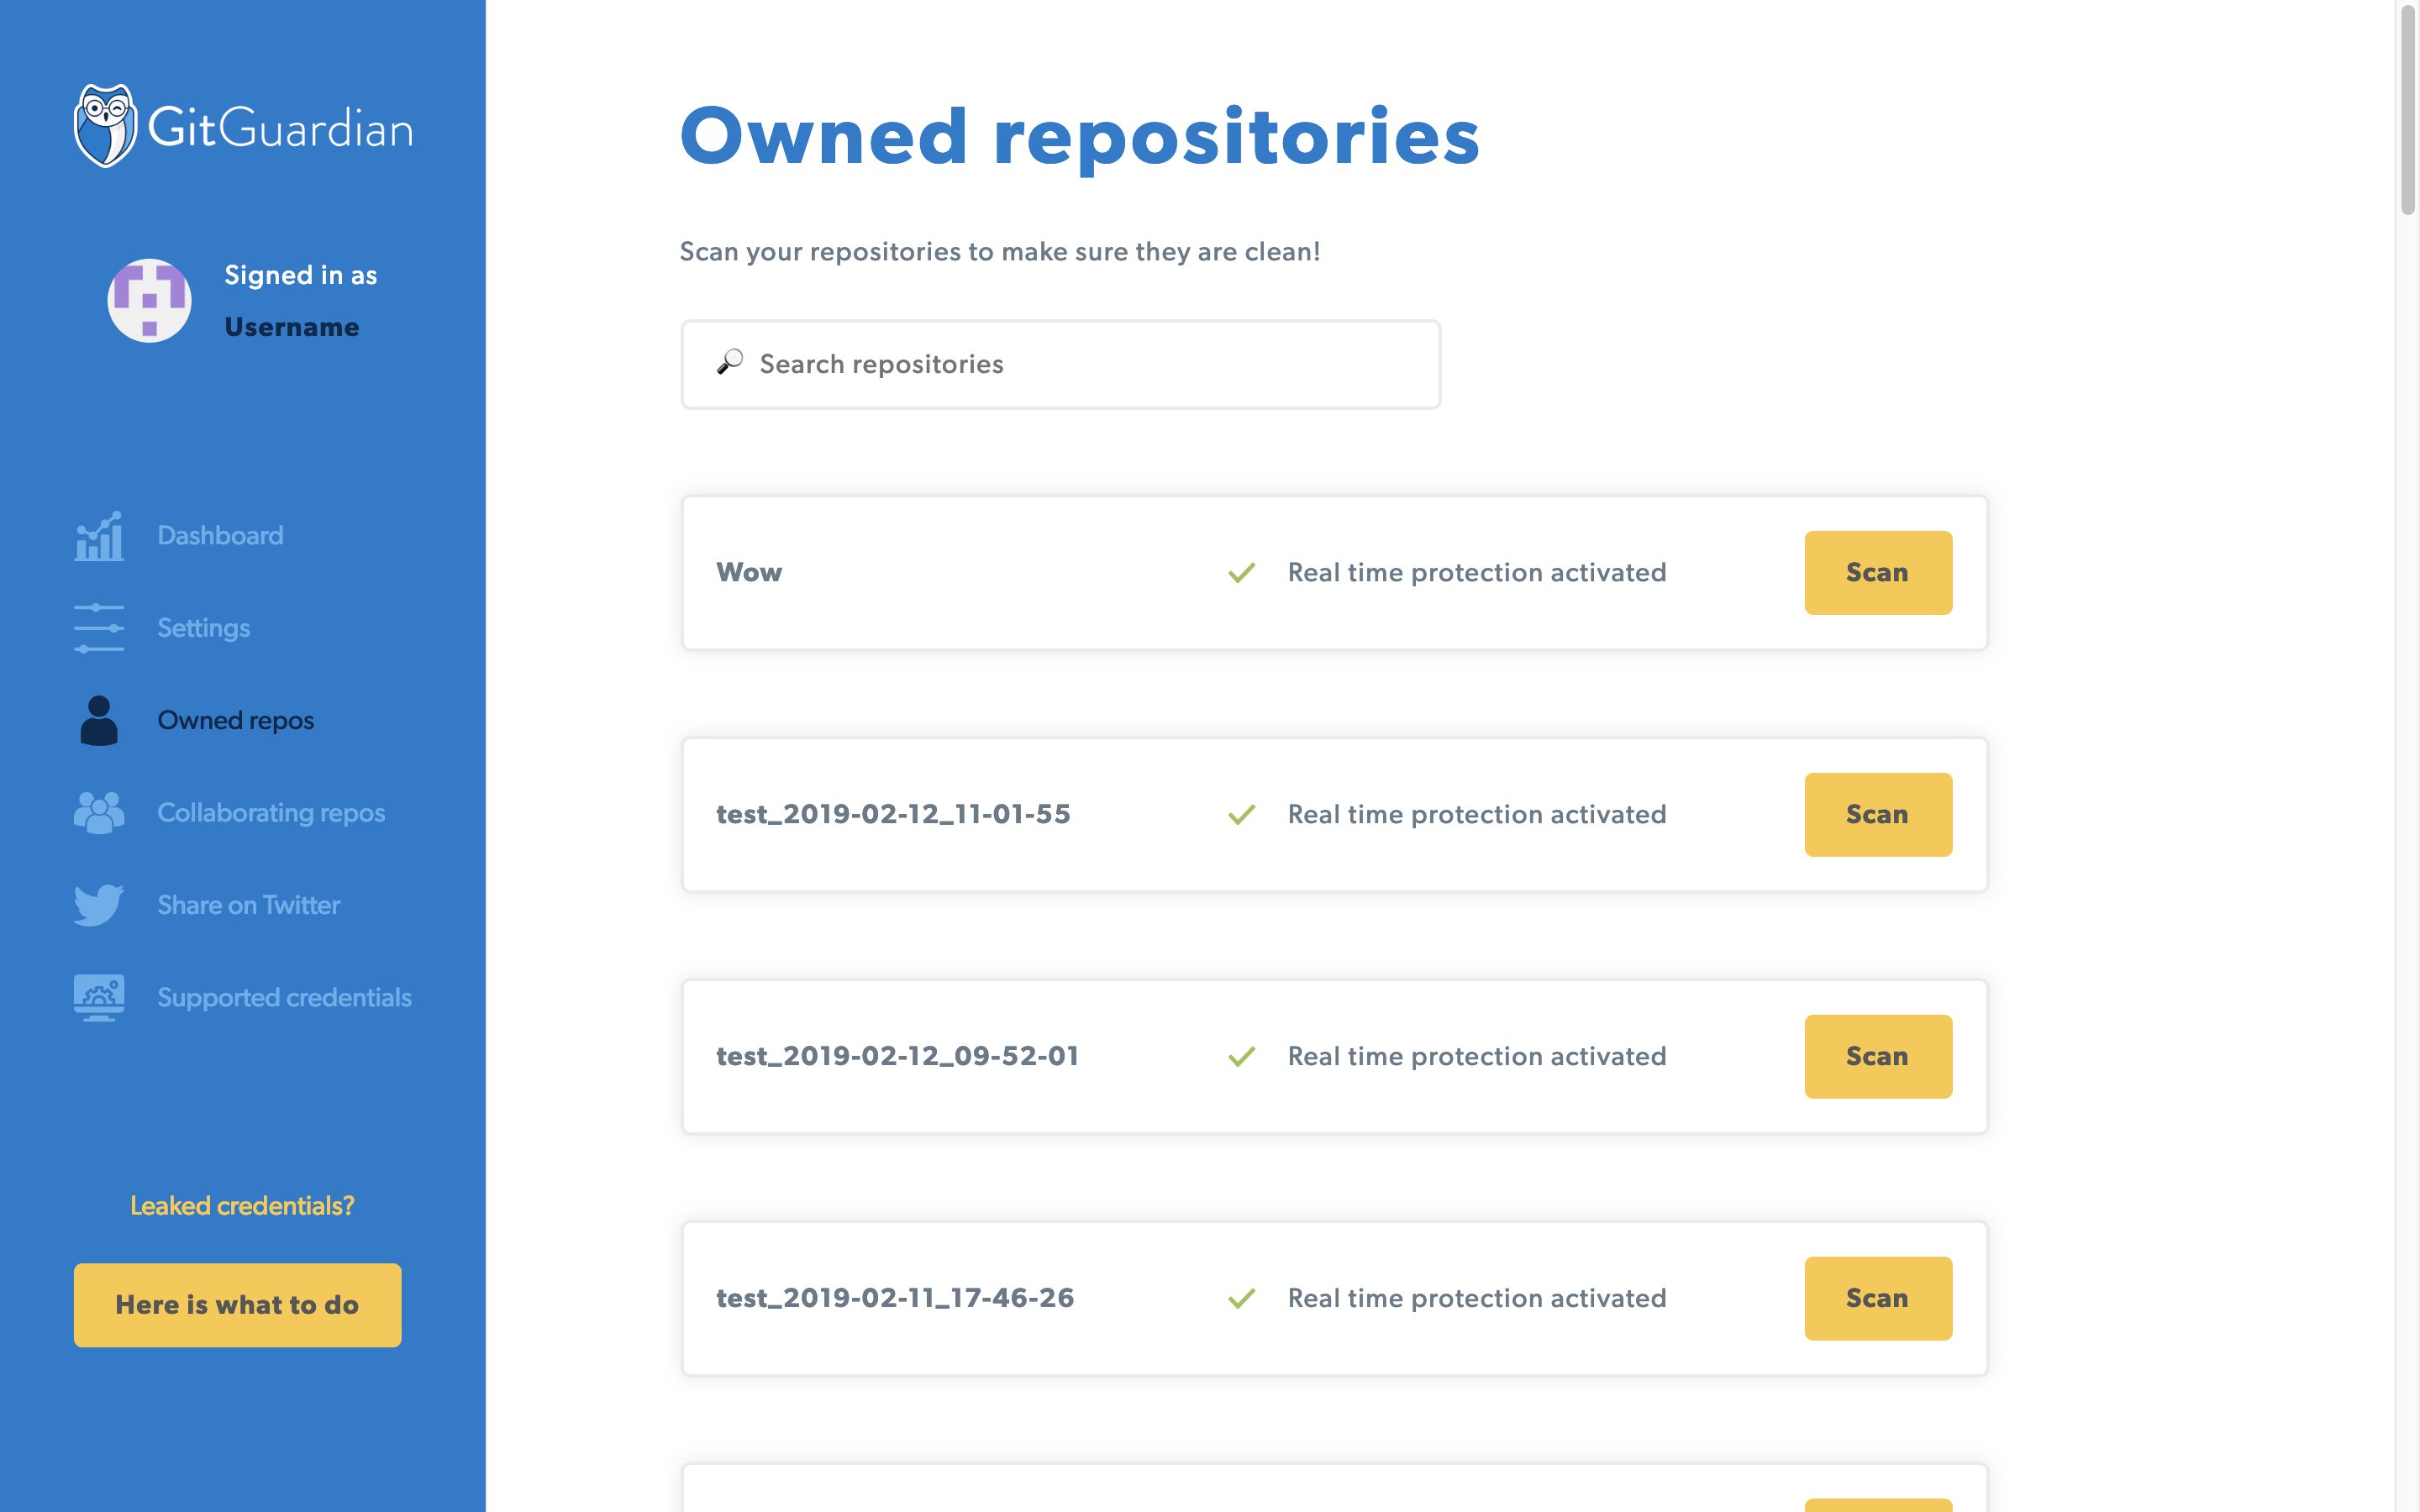 GitGuardian
Signed in as
Username
Dashboard
Settings
Owned repos
Collaborating repos
Share on Twitter
Supported credentials
Leaked credentials?
Here is what to do
Owned repositories
Scan your repositories to make sure they are clean!
Search repositories
Wow Real time protection activated Scan
test_2019-02-12_11-01-55 Real time protection activated Scan
test_2019-02-12_09-52-01 Real time protection activated Scan
test_2019-02-11_17-46-26 Real time protection activated Scan